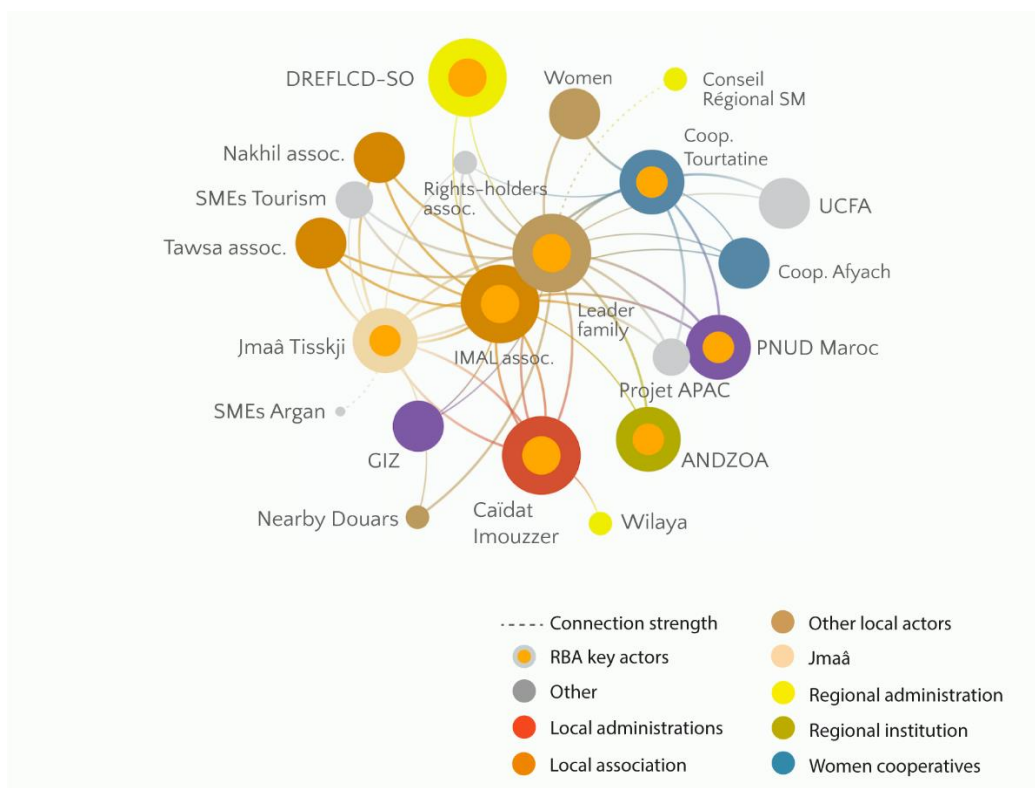 DREFLCD-SO
Women
Conseil
Régional SM
Nakhil assoc.
Coop.
Tourtatine
SMEs Tourism
Rights-holders
assoc.
UCFA
Tawsa assoc.
Coop. Afyach
Leader
family
Jmaâ Tisskji
IMAL assoc.
PNUD Maroc
Projet APAC
SMEs Argan
GIZ
ANDZOA
Caïdat
Imouzzer
Nearby Douars
Wilaya
Connection strength
RBA key actors
Other
Local administrations
Local association
Other local actors
Jmaâ
Regional administration
Regional institution
Women cooperatives